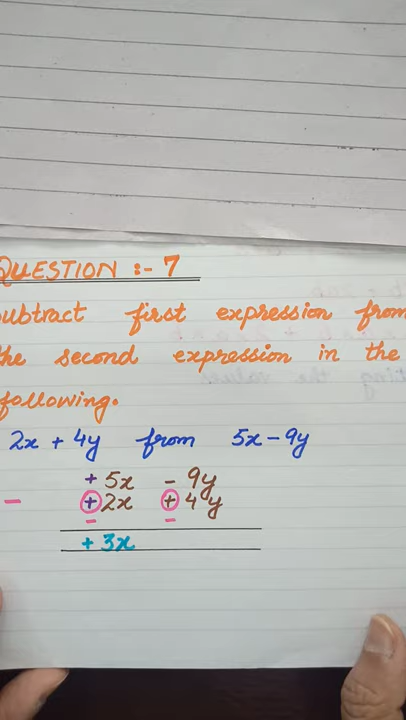 QUESTION :- 7
ubtract first expression from
the second expression in the
following.
2x + 4y from 5x - 9y
+ 5x - 9y
- + 2x + 4y
- -
+ 3x